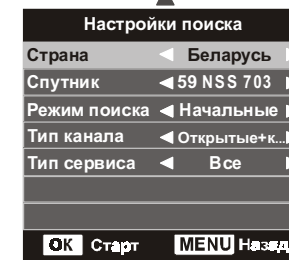 Настройки поиска
Страна Беларусь
Спутник 59 NSS 703
Режим поиска Начальные
Тип канала Открытые+к...
Тип сервиса Все
OK Старт MENU Назад